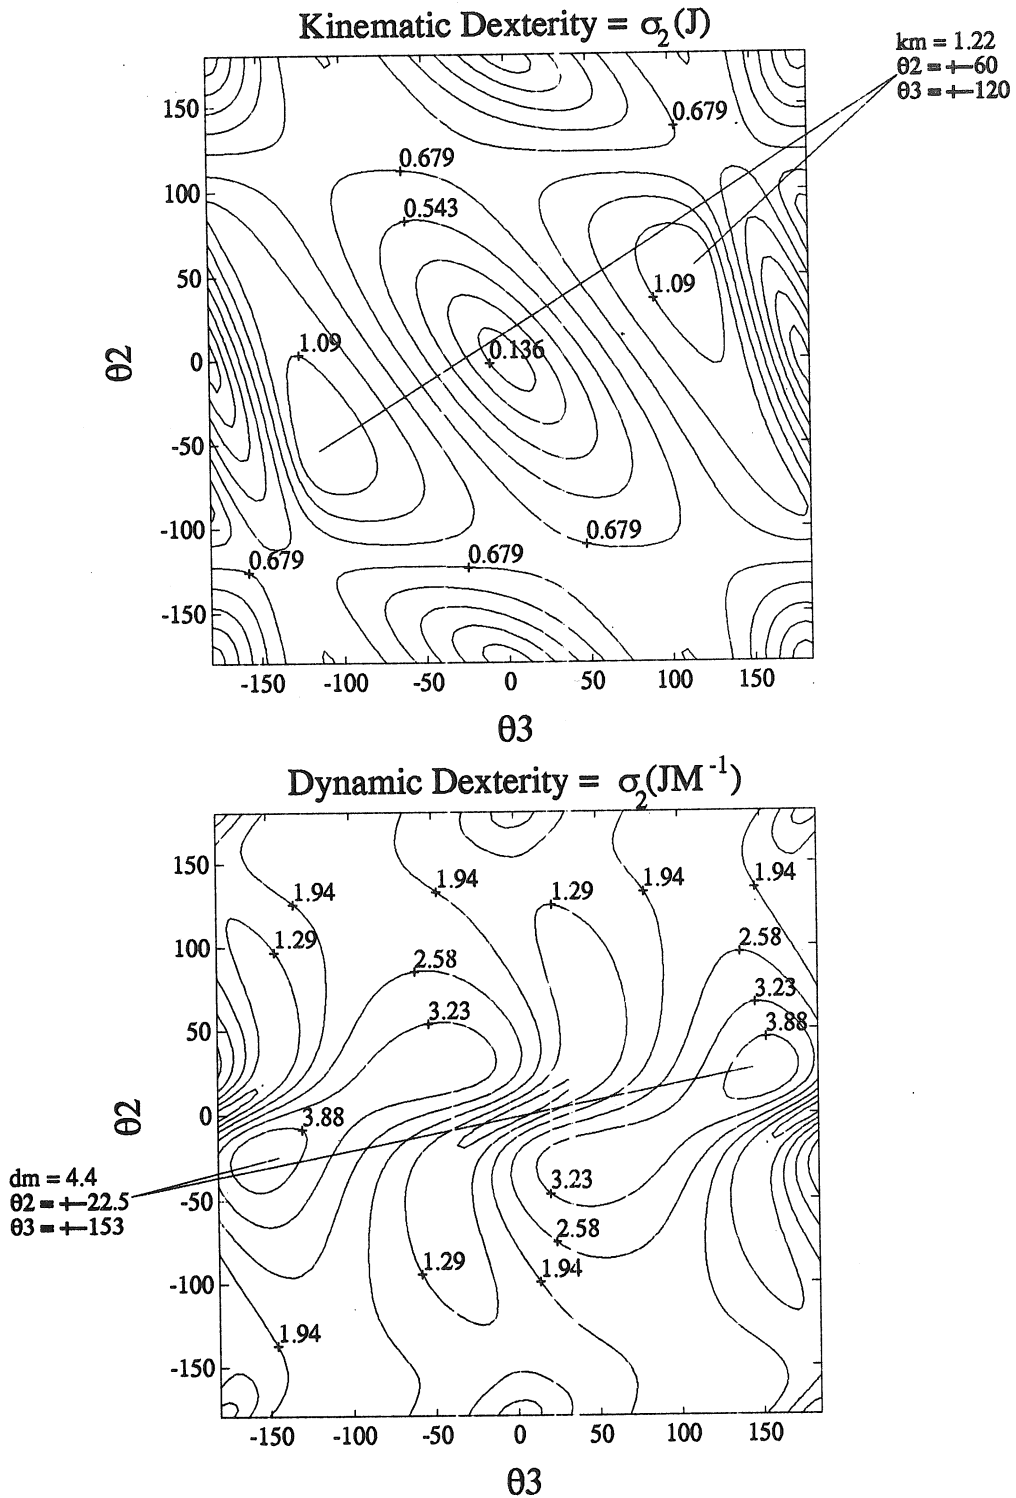 Kinematic Dexterity = σ2(J)
km = 1.22
θ2 = +-60
θ3 = +-120
150
100
50
0
-50
-100
-150
θ2
0.679
0.679
0.543
1.09
1.09
0.136
0.679
0.679
0.679
-150 -100 -50 0 50 100 150
θ3
Dynamic Dexterity = σ2(JM-1)
150
100
50
0
-50
-100
-150
θ2
1.94 1.94 1.29 1.94 1.94
1.29 2.58 2.58
3.23 3.23
3.88
3.88
dm = 4.4
θ2 = +-22.5
θ3 = +-153
3.23
2.58
1.29 1.94
1.94
-150 -100 -50 0 50 100 150
θ3